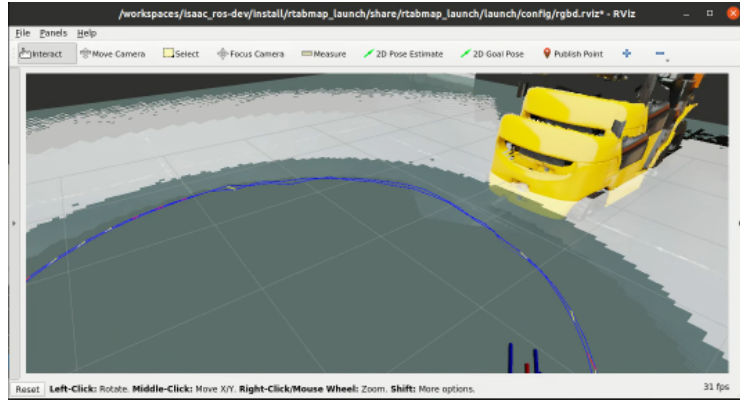 /workspaces/isaac_ros-dev/install/rtabmap_launch/share/rtabmap_launch/launch/config/rgbd.rviz* - RViz
File Panels Help
Interact Move Camera Select Focus Camera Measure 2D Pose Estimate 2D Goal Pose Publish Point
Reset Left-Click: Rotate. Middle-Click: Move X/Y. Right-Click/Mouse Wheel: Zoom. Shift: More options. 31 fps